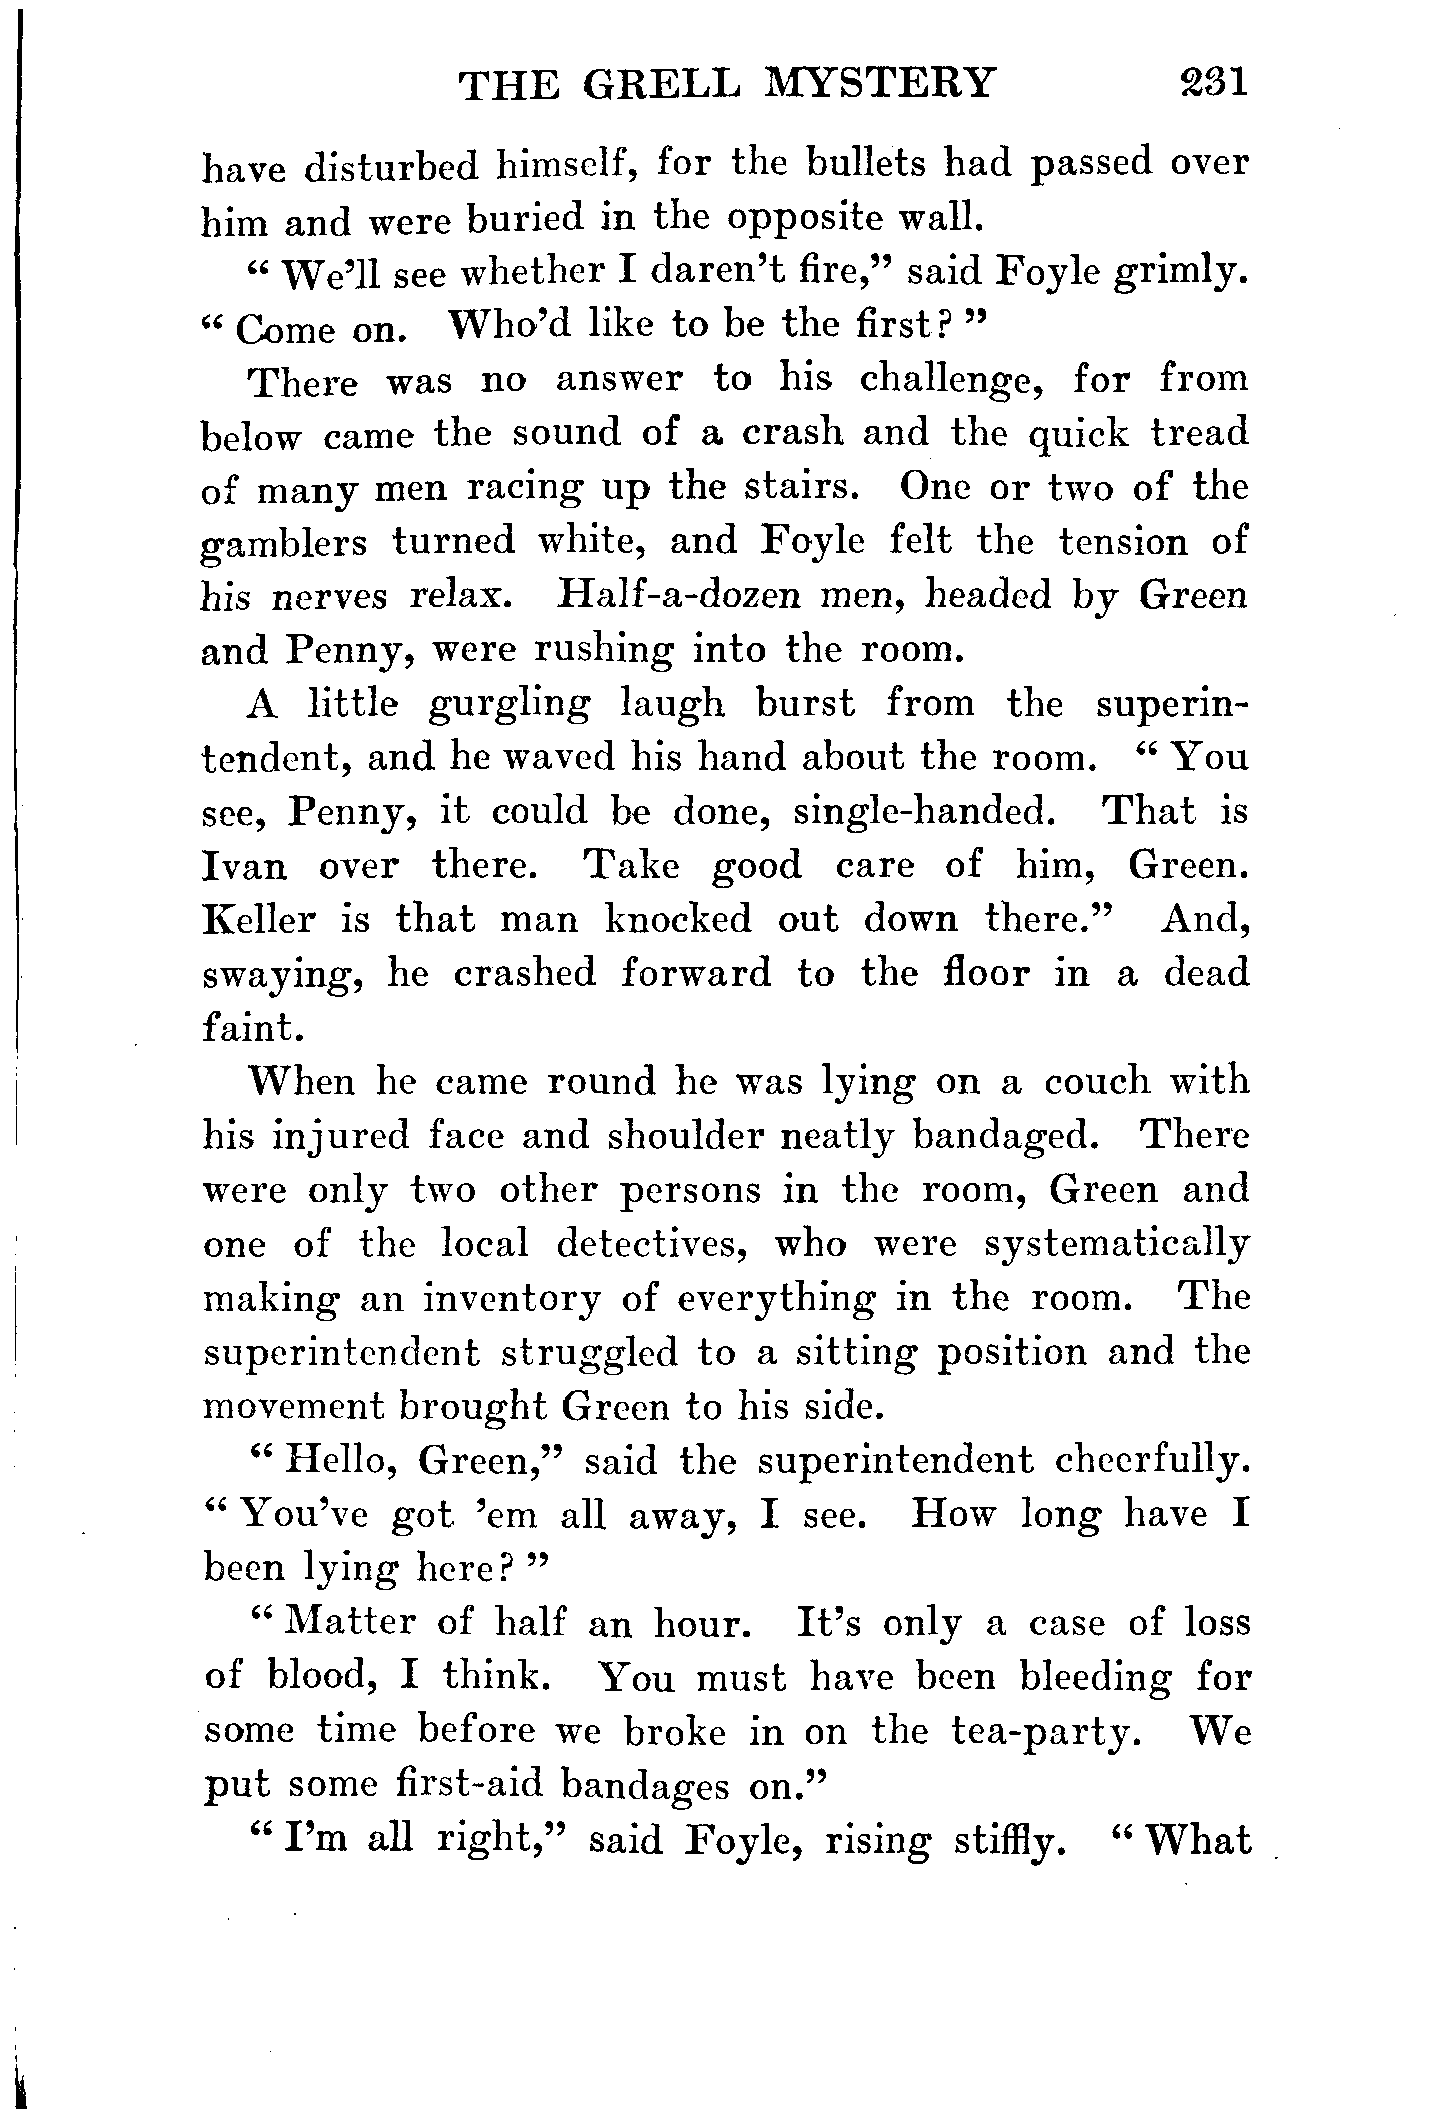 THE GRELL MYSTERY 231
have disturbed himself, for the bullets had passed over
him and were buried in the opposite wall.
“ We’ll see whether I daren’t fire,” said Foyle grimly.
“ Come on. Who’d like to be the first? ”
There was no answer to his challenge, for from
below came the sound of a crash and the quick tread
of many men racing up the stairs. One or two of the
gamblers turned white, and Foyle felt the tension of
his nerves relax. Half-a-dozen men, headed by Green
and Penny, were rushing into the room.
A little gurgling laugh burst from the superin-
tendent, and he waved his hand about the room. “ You
see, Penny, it could be done, single-handed. That is
Ivan over there. Take good care of him, Green.
Keller is that man knocked out down there.” And,
swaying, he crashed forward to the floor in a dead
faint.
When he came round he was lying on a couch with
his injured face and shoulder neatly bandaged. There
were only two other persons in the room, Green and
one of the local detectives, who were systematically
making an inventory of everything in the room. The
superintendent struggled to a sitting position and the
movement brought Green to his side.
“ Hello, Green,” said the superintendent cheerfully.
“ You’ve got ’em all away, I see. How long have I
been lying here? ”
“ Matter of half an hour. It’s only a case of loss
of blood, I think. You must have been bleeding for
some time before we broke in on the tea-party. We
put some first-aid bandages on.”
“ I’m all right,” said Foyle, rising stiffly. “ What